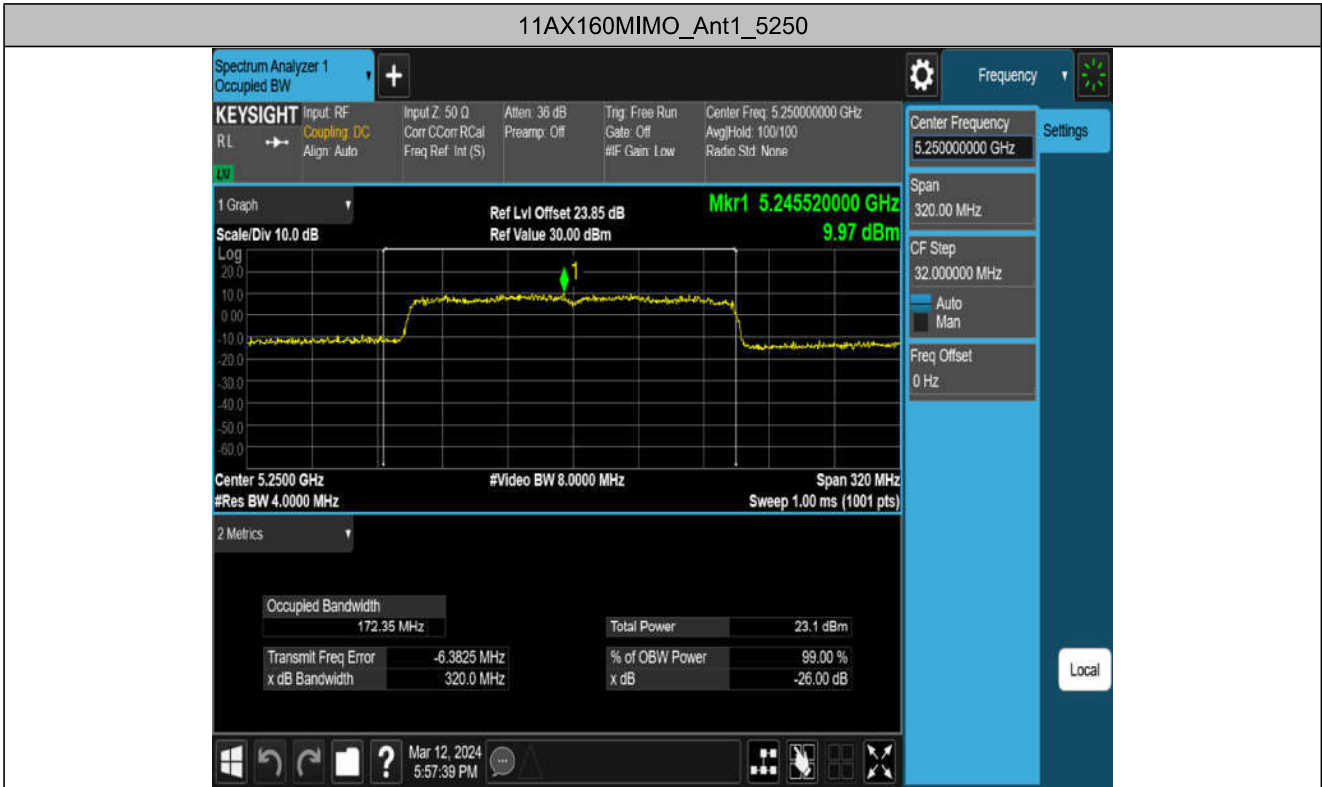 11AX160MIMO_Ant1_5250
Spectrum Analyzer 1
Occupied BW
Frequency
KEYSIGHT
RL
Input: RF
Coupling: DC
Align: Auto
Input Z: 50 Ω
Corr CCorr RCal
Freq Ref: Int (S)
Atten: 36 dB
Preamp: Off
Trig: Free Run
Gate: Off
#IF Gain: Low
Center Freq: 5.250000000 GHz
Avg|Hold: 100/100
Radio Std: None
Center Frequency
5.250000000 GHz
Settings
Span
320.00 MHz
CF Step
32.000000 MHz
Auto
Man
Freq Offset
0 Hz
Local
1 Graph
Scale/Div 10.0 dB
Ref Lvl Offset 23.85 dB
Ref Value 30.00 dBm
Mkr1 5.245520000 GHz
9.97 dBm
Log
20.0
10.0
0.00
-10.0
-20.0
-30.0
-40.0
-50.0
-60.0
1
Center 5.2500 GHz
#Video BW 8.0000 MHz
Span 320 MHz
#Res BW 4.0000 MHz
Sweep 1.00 ms (1001 pts)
2 Metrics
Occupied Bandwidth
172.35 MHz
Total Power 23.1 dBm
Transmit Freq Error -6.3825 MHz
% of OBW Power 99.00 %
x dB Bandwidth 320.0 MHz
x dB -26.00 dB
?
Mar 12, 2024
5:57:39 PM